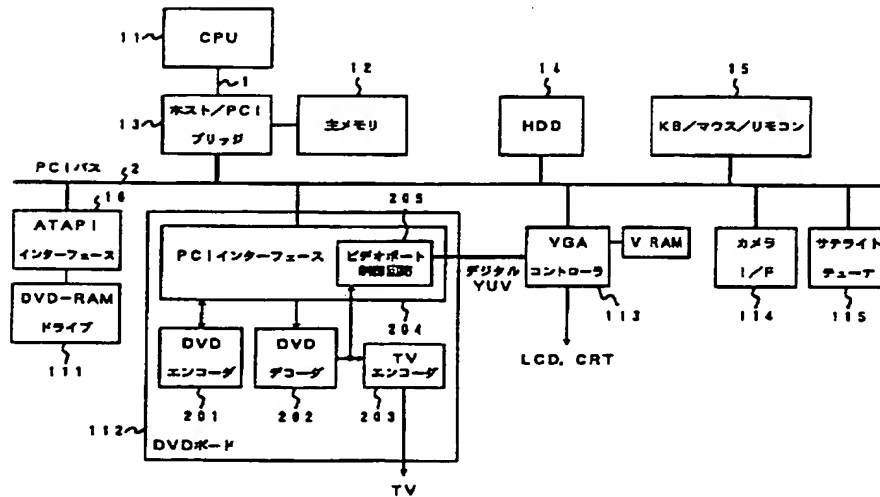 11
CPU
1
12
14
15
13
ホスト/PCI
ブリッジ
主メモリ
HDD
KB/マウス/リモコン
PCIバス
2
16
205
ATAPI
インターフェース
PCIインターフェース
ビデオポート
デジタル
YUV
VGA
コントローラ
V RAM
カメラ
I/F
サテライト
チューナ
DVD-RAM
ドライブ
204
113
114
115
111
DVD
エンコーダ
DVD
デコーダ
TV
エンコーダ
LCD, CRT
201
202
203
112
DVDボード
TV